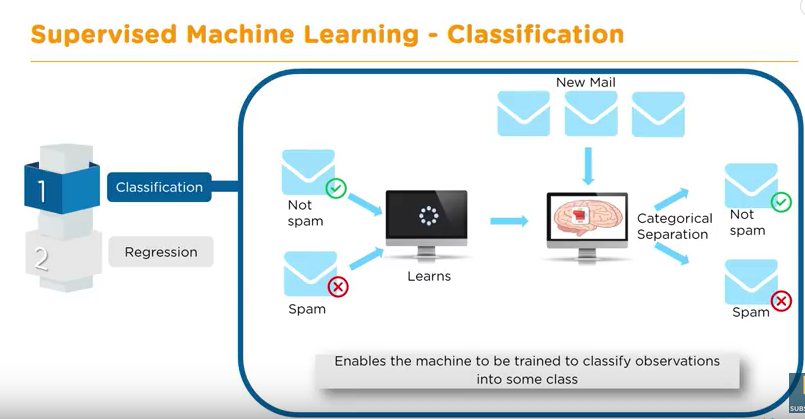 Supervised Machine Learning - Classification
New Mail
1
Classification
2
Regression
Not
spam
Spam
Learns
Categorical
Separation
Not
spam
Spam
Enables the machine to be trained to classify observations
into some class